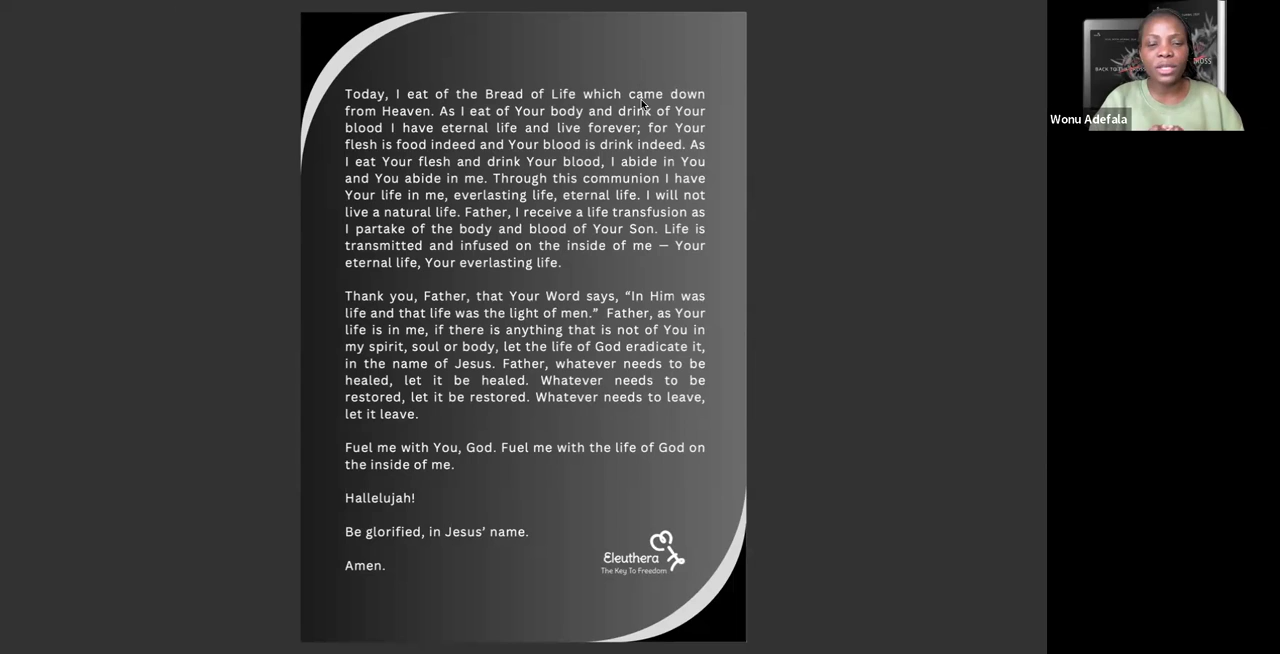 Today, I eat of the Bread of Life which came down
from Heaven. As I eat of Your body and drink of Your
blood I have eternal life and live forever; for Your
flesh is food indeed and Your blood is drink indeed. As
I eat Your flesh and drink Your blood, I abide in You
and You abide in me. Through this communion I have
Your life in me, everlasting life, eternal life. I will not
live a natural life. Father, I receive a life transfusion as
I partake of the body and blood of Your Son. Life is
transmitted and infused on the inside of me — Your
eternal life, Your everlasting life.
Thank you, Father, that Your Word says, “In Him was
life and that life was the light of men.” Father, as Your
life is in me, if there is anything that is not of You in
my spirit, soul or body, let the life of God eradicate it,
in the name of Jesus. Father, whatever needs to be
healed, let it be healed. Whatever needs to be
restored, let it be restored. Whatever needs to leave,
let it leave.
Fuel me with You, God. Fuel me with the life of God on
the inside of me.
Hallelujah!
Be glorified, in Jesus’ name.
Amen.
Eleuthera
The Key To Freedom
BACK TO
Wonu Adefala